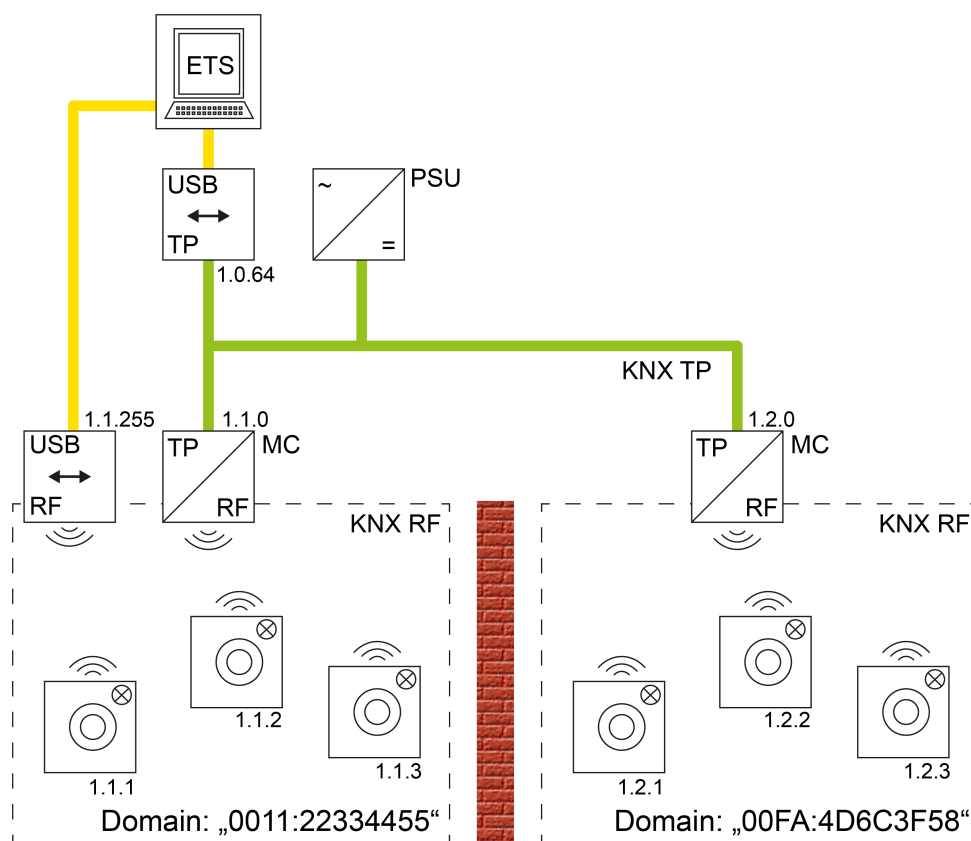 ETS
USB
TP
1.0.64
~
=
PSU
KNX TP
1.1.255
USB
RF
1.1.0
TP
RF
MC
1.2.0
TP
RF
MC
KNX RF
KNX RF
1.1.1
1.1.2
1.1.3
1.2.1
1.2.2
1.2.3
Domain: „0011:22334455“
Domain: „00FA:4D6C3F58“